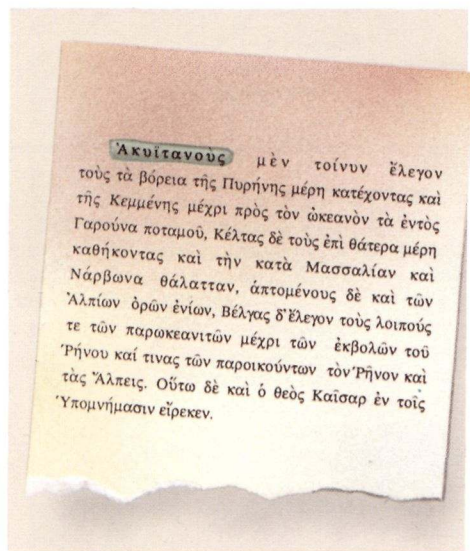 Ἀκυϊτανοὺς μὲν τοίνυν ἔλεγον
τοὺς τὰ βόρεια τῆς Πυρήνης μέρη κατέχοντας καὶ
τῆς Κεμμένης μέχρι πρὸς τὸν ὠκεανὸν τὰ ἐντὸς
Γαρούνα ποταμοῦ, Κέλτας δὲ τοὺς ἐπὶ θάτερα μέρη
καθήκοντας καὶ τὴν κατὰ Μασσαλίαν καὶ
Νάρβωνα θάλατταν, ἁπτομένους δὲ καὶ τῶν
Ἀλπίων ὀρῶν ἐνίων, Βέλγας δ' ἔλεγον τοὺς λοιπούς
τε τῶν παρωκεανιτῶν μέχρι τῶν ἐκβολῶν τοῦ
Ῥήνου καί τινας τῶν παροικούντων τὸν Ῥῆνον καὶ
τὰς Ἄλπεις. Οὕτω δὲ καὶ ὁ θεὸς Καῖσαρ ἐν τοῖς
Ὑπομνήμασιν εἴρεκεν.